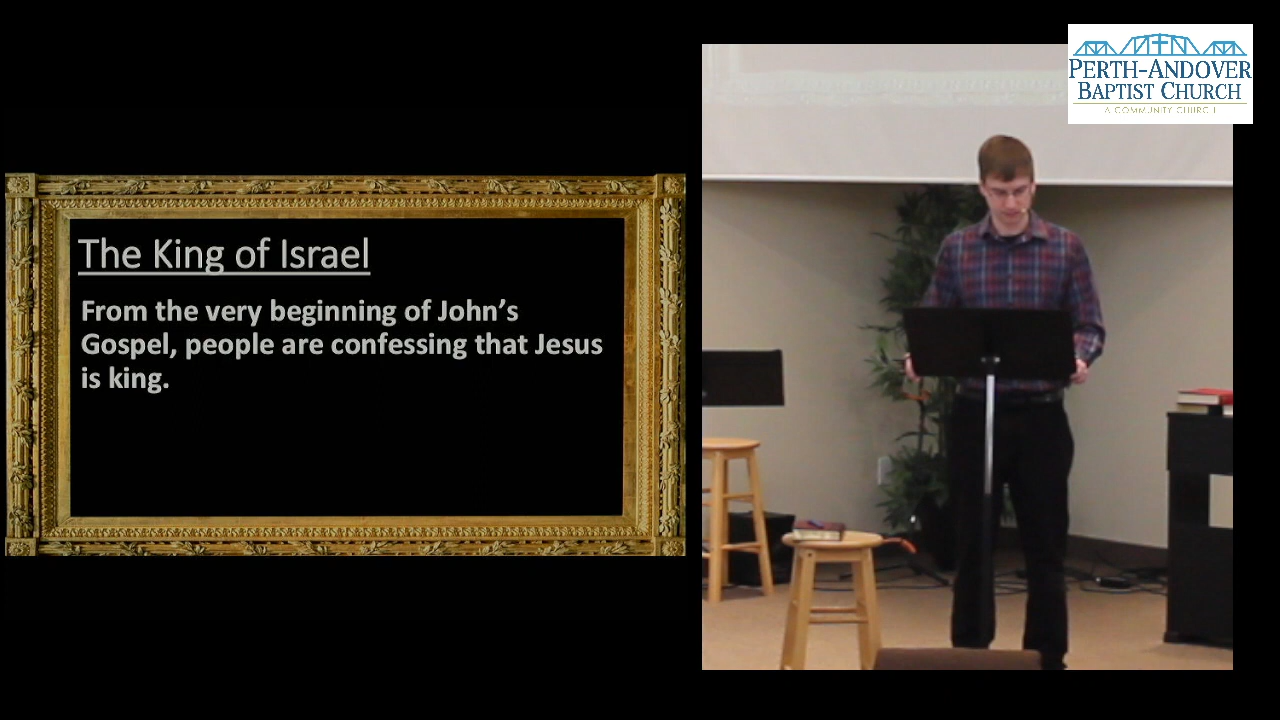 The King of Israel
From the very beginning of John's
Gospel, people are confessing that Jesus
is king.
PERTH-ANDOVER
BAPTIST CHURCH
A COMMUNITY CHURCH